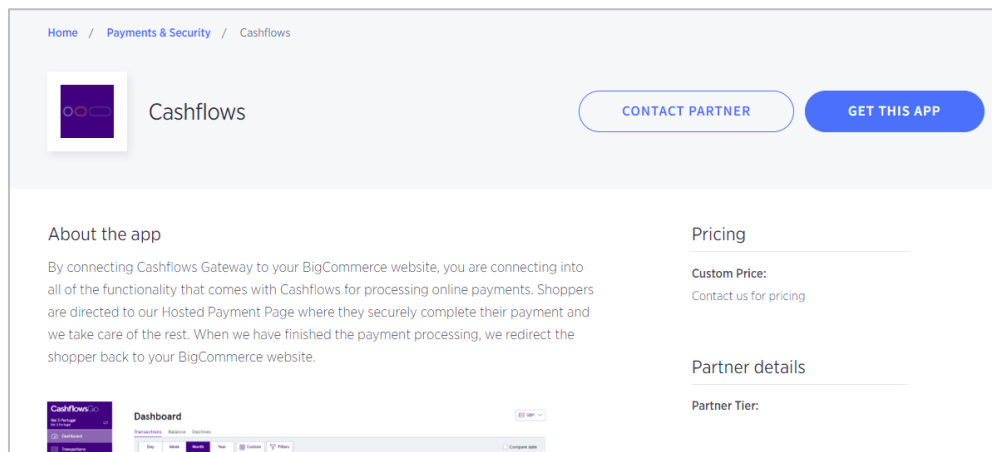 Home / Payments & Security / Cashflows
Cashflows
CONTACT PARTNER
GET THIS APP
About the app
By connecting Cashflows Gateway to your BigCommerce website, you are connecting into
all of the functionality that comes with Cashflows for processing online payments. Shoppers
are directed to our Hosted Payment Page where they securely complete their payment and
we take care of the rest. When we have finished the payment processing, we redirect the
shopper back to your BigCommerce website.
Pricing
Custom Price:
Contact us for pricing
Partner details
Partner Tier:
CashflowsGo
Dashboard
Transactions
Dashboard
GBP
Transactions Balance Declines
Day Week Month Year Custom Filters
Compare date